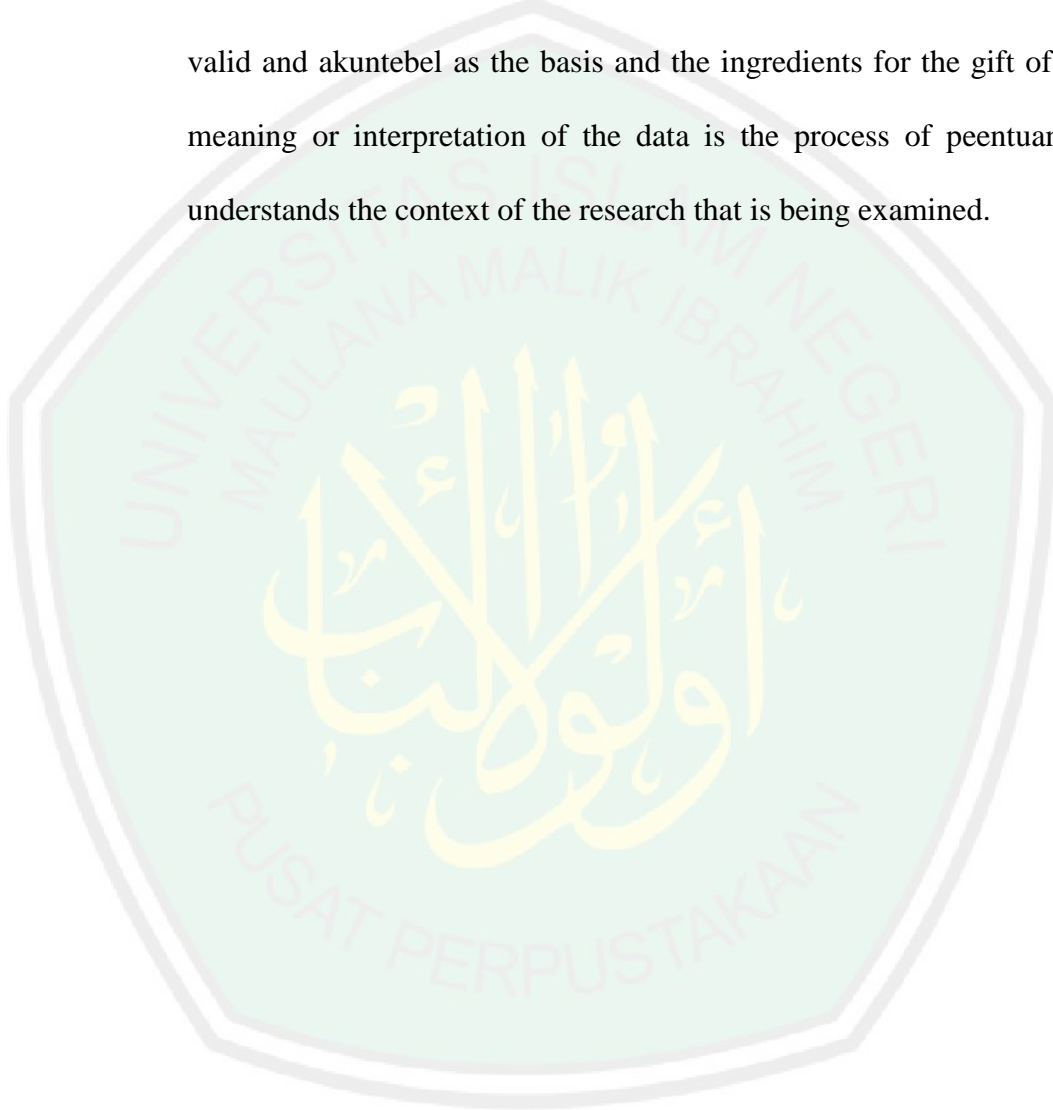 valid and akuntebel as the basis and the ingredients for the gift of
meaning or interpretation of the data is the process of peentuan
understands the context of the research that is being examined.
UNIVERSITAS ISLAM NEGERI
MAULANA MALIK IBRAHIM
أولوا الألباب
PUSAT PERPUSTAKAAN